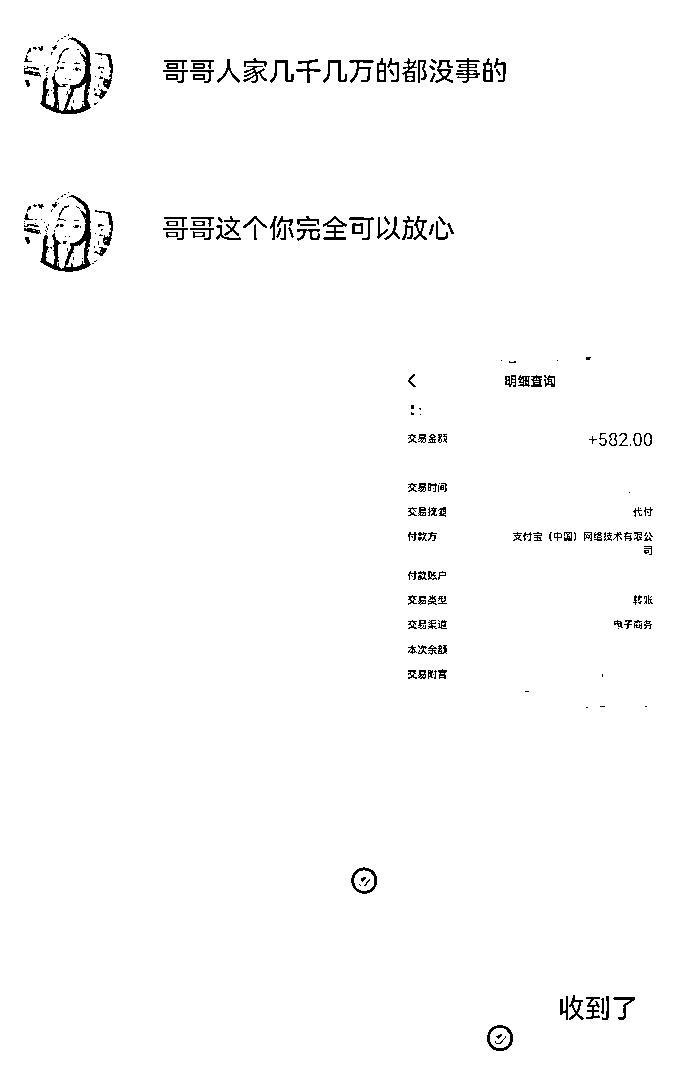 哥哥人家几千几万的都没事的
哥哥这个你完全可以放心
明细查询
交易金额 +582.00
交易时间
交易摘要 代付
付款方 支付宝（中国）网络技术有限公
司
付款账户
交易类型 转账
交易渠道 电子商务
本次余额
交易附言
收到了